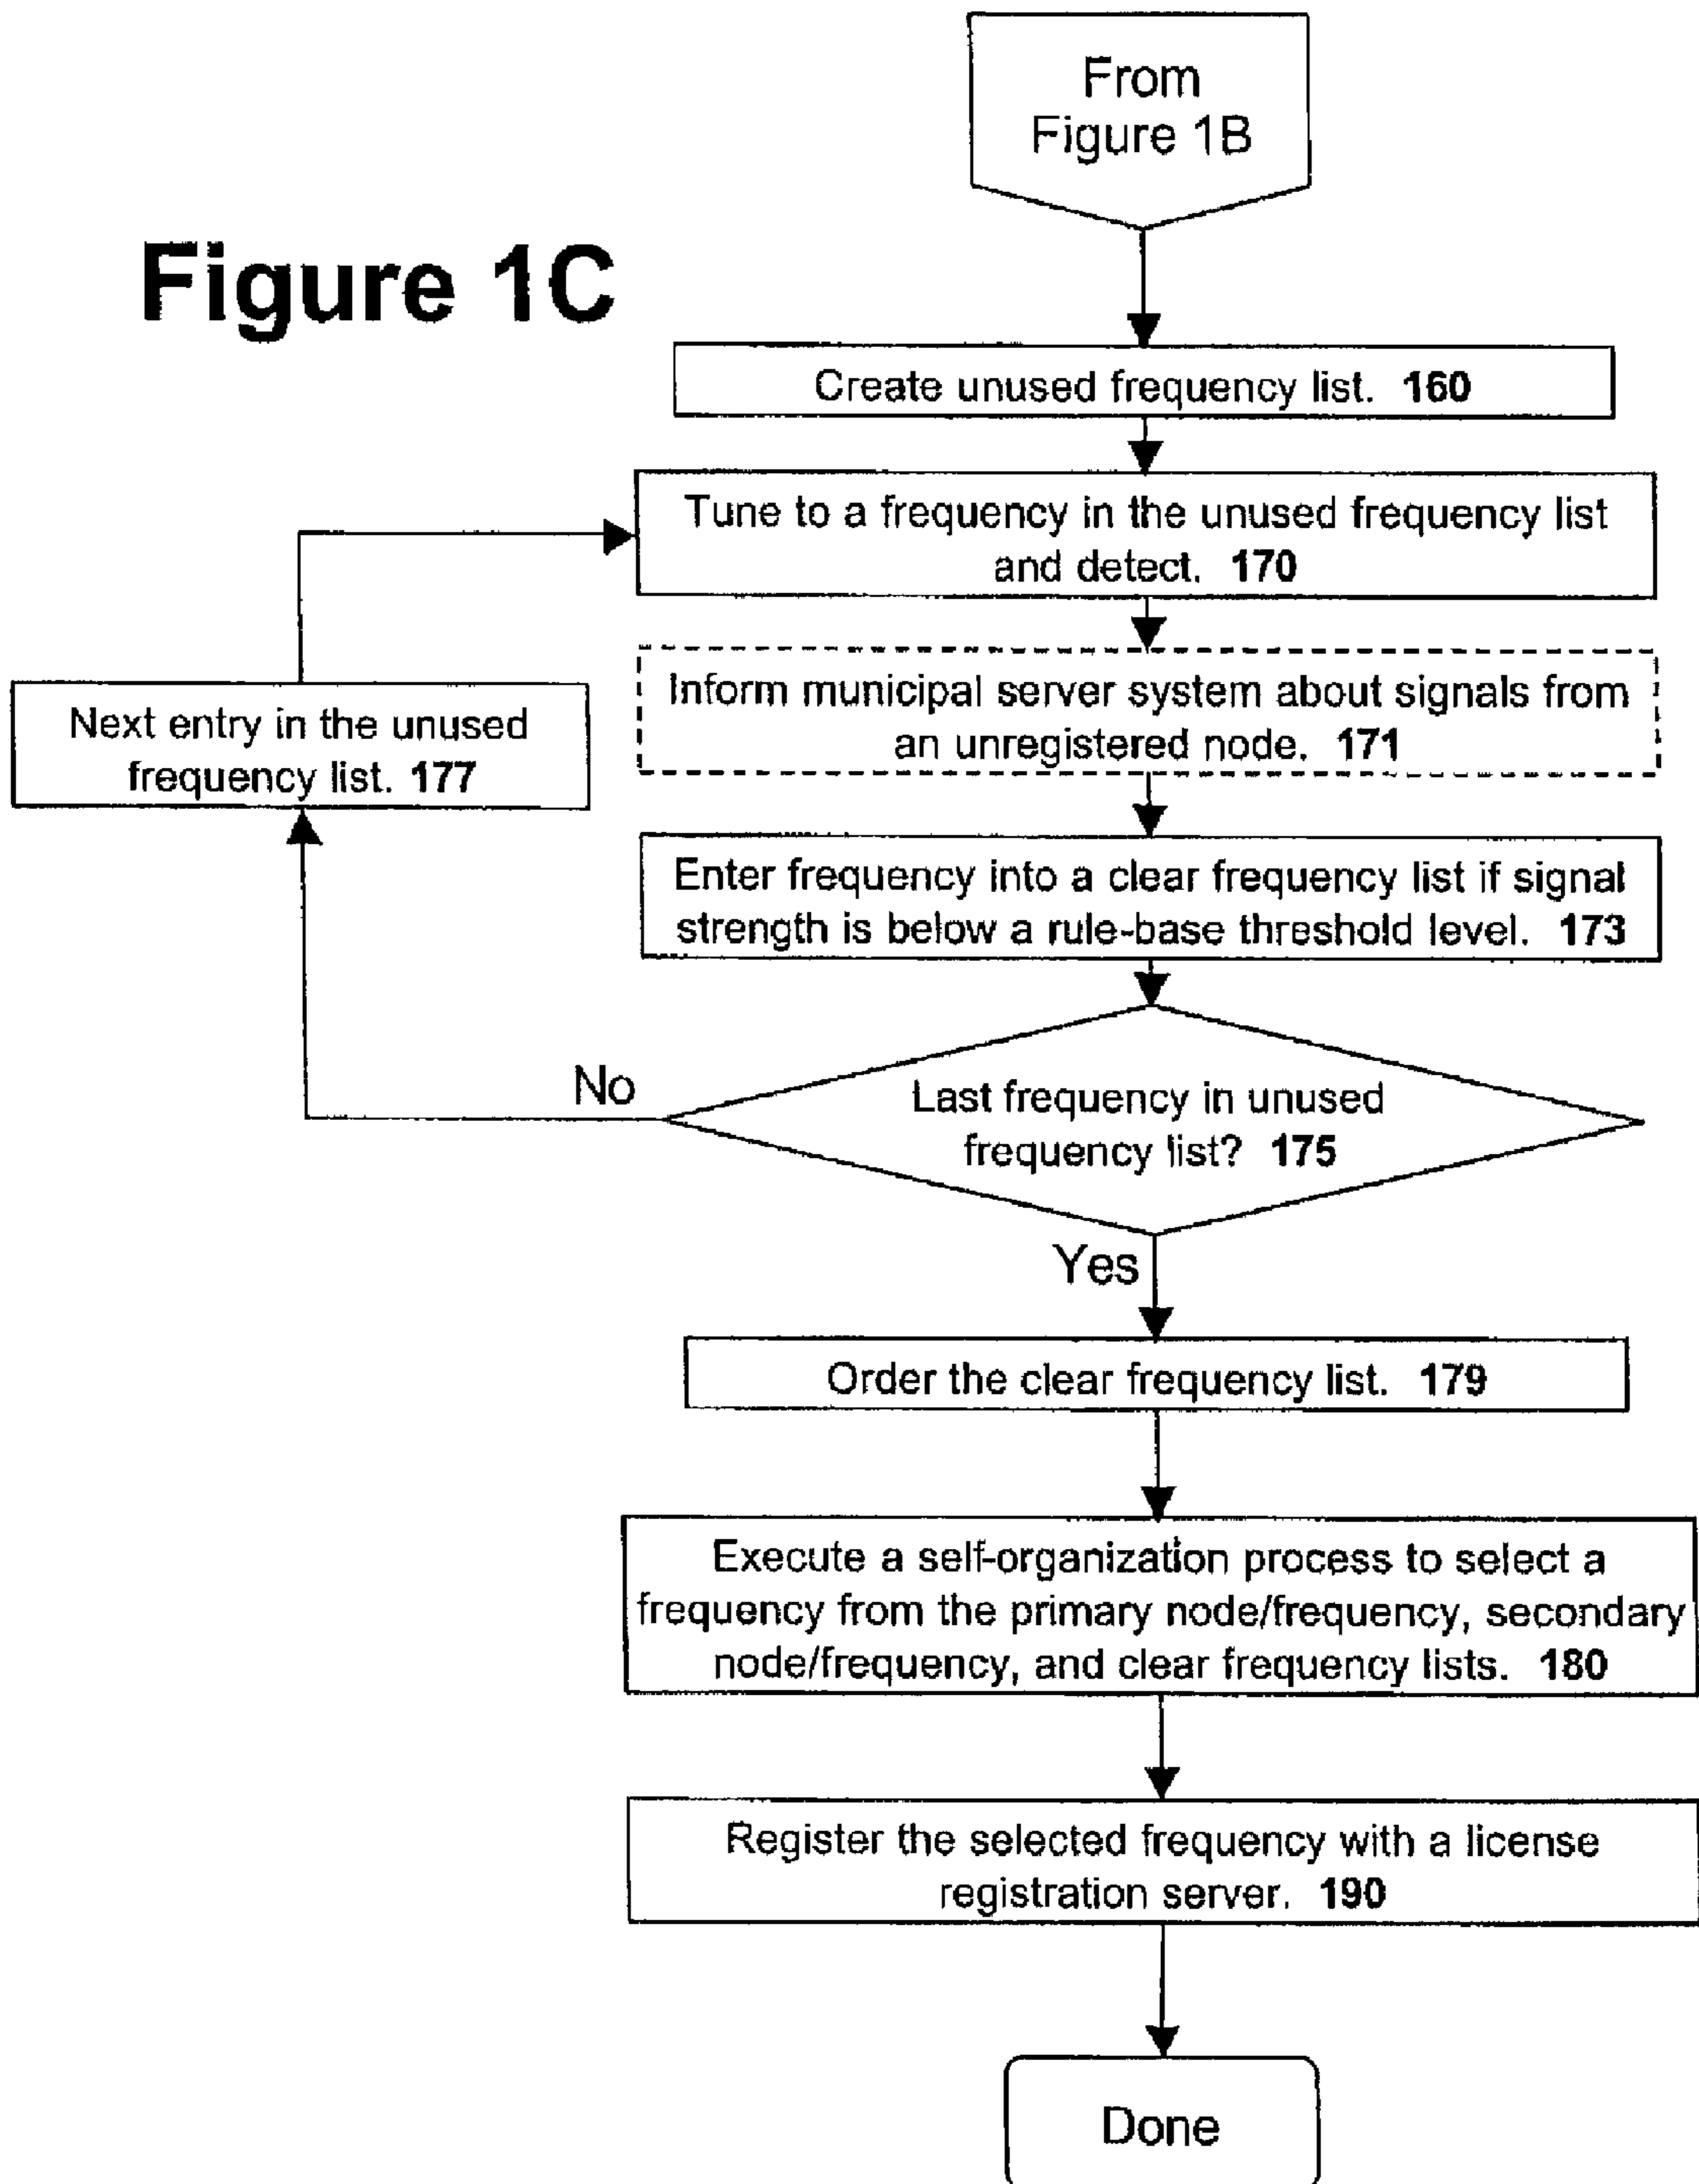 From
Figure 1B
Figure 1C
Create unused frequency list. 160
Tune to a frequency in the unused frequency list
and detect. 170
Inform municipal server system about signals from
an unregistered node. 171
Next entry in the unused
frequency list. 177
Enter frequency into a clear frequency list if signal
strength is below a rule-base threshold level. 173
No
Last frequency in unused
frequency list? 175
Yes
Order the clear frequency list. 179
Execute a self-organization process to select a
frequency from the primary node/frequency, secondary
node/frequency, and clear frequency lists. 180
Register the selected frequency with a license
registration server. 190
Done